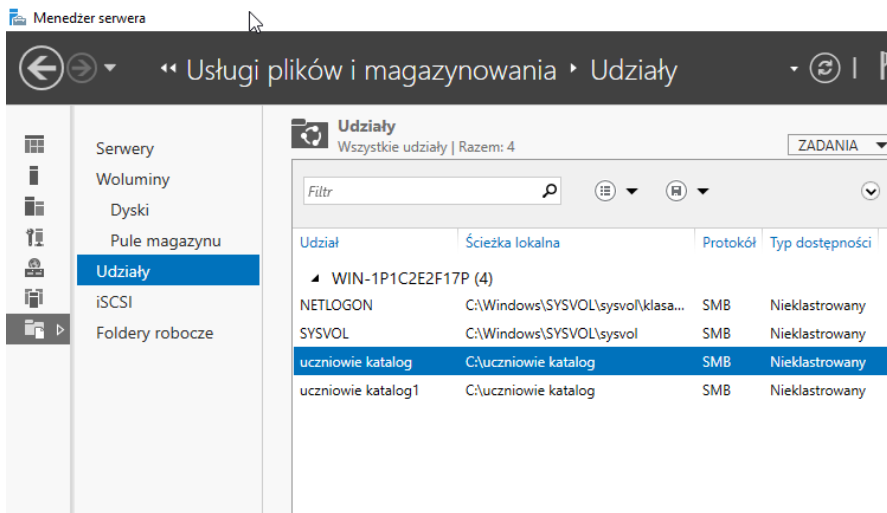 Menedżer serwera
Usługi plików i magazynowania ‣ Udziały
Serwery
Woluminy
Dyski
Pule magazynu
Udziały
iSCSI
Foldery robocze
Udziały
Wszystkie udziały | Razem: 4
ZADANIA
Filtr
Udział Ścieżka lokalna Protokół Typ dostępności
WIN-1P1C2E2F17P (4)
NETLOGON C:\Windows\SYSVOL\sysvol\klasa... SMB Nieklastrowany
SYSVOL C:\Windows\SYSVOL\sysvol SMB Nieklastrowany
uczniowie katalog C:\uczniowie katalog SMB Nieklastrowany
uczniowie katalog1 C:\uczniowie katalog SMB Nieklastrowany